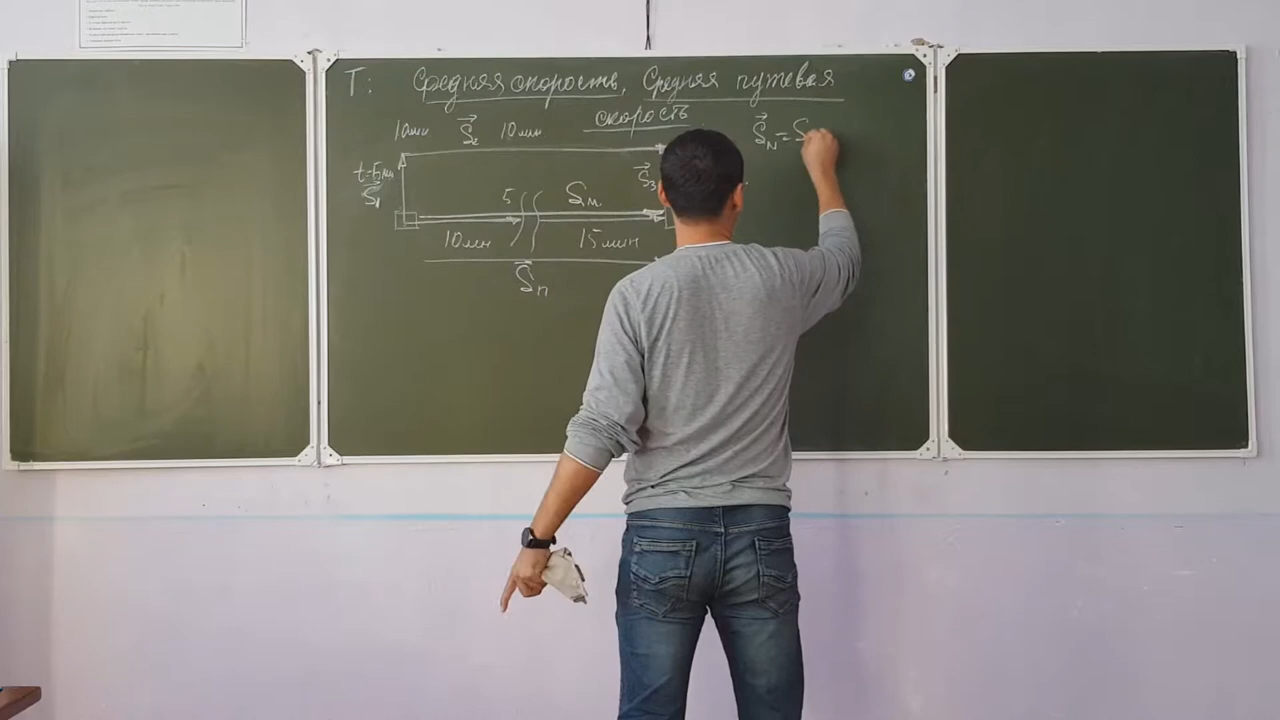 Т: Средняя скорость, Средняя путевая
скорость
10мин S⃗₂ 10мин
S⃗N = S
t=5мин
S⃗₃
S⃗₁
5 Sм
10мин 15мин
S⃗п